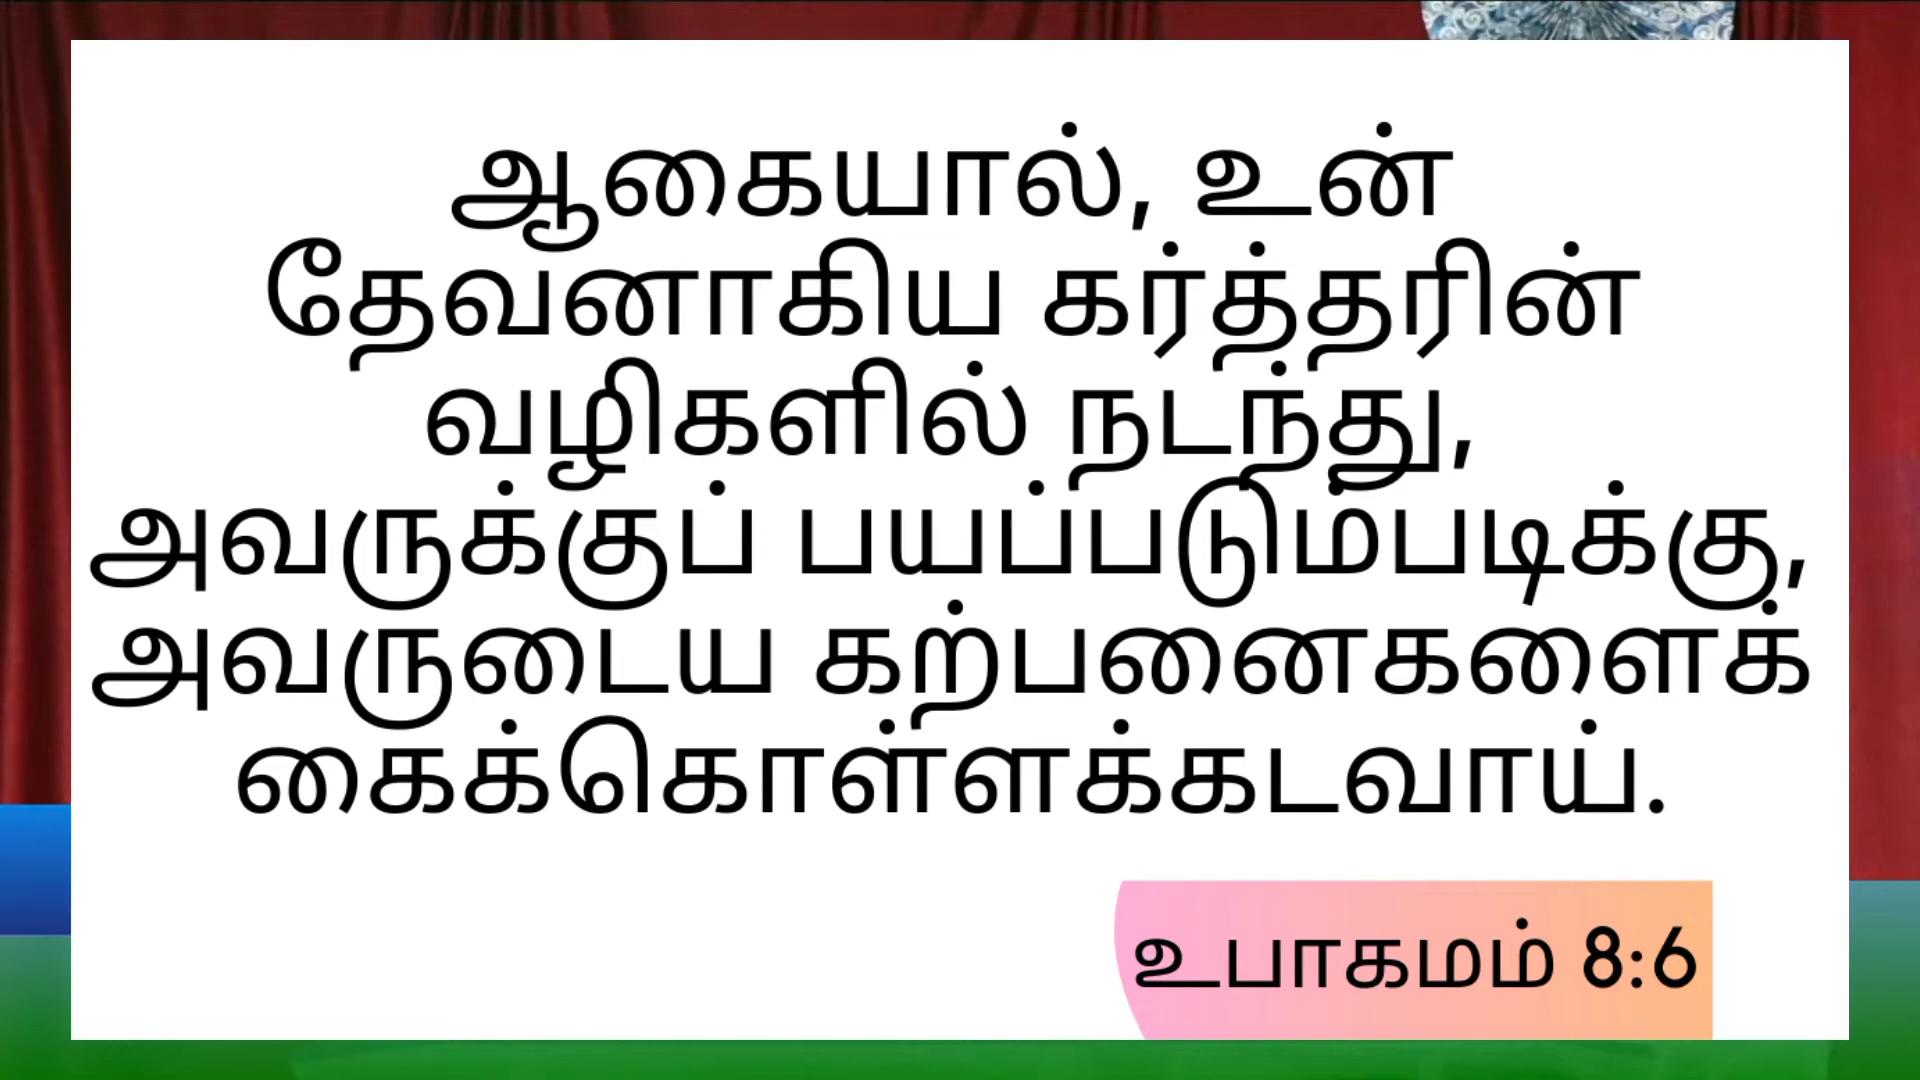 ஆகையால், உன்
தேவனாகிய கர்த்தரின்
வழிகளில் நடந்து,
அவருக்குப் பயப்படும்படிக்கு,
அவருடைய கற்பனைகளைக்
கைக்கொள்ளக்கடவாய்.
உபாகமம் 8:6